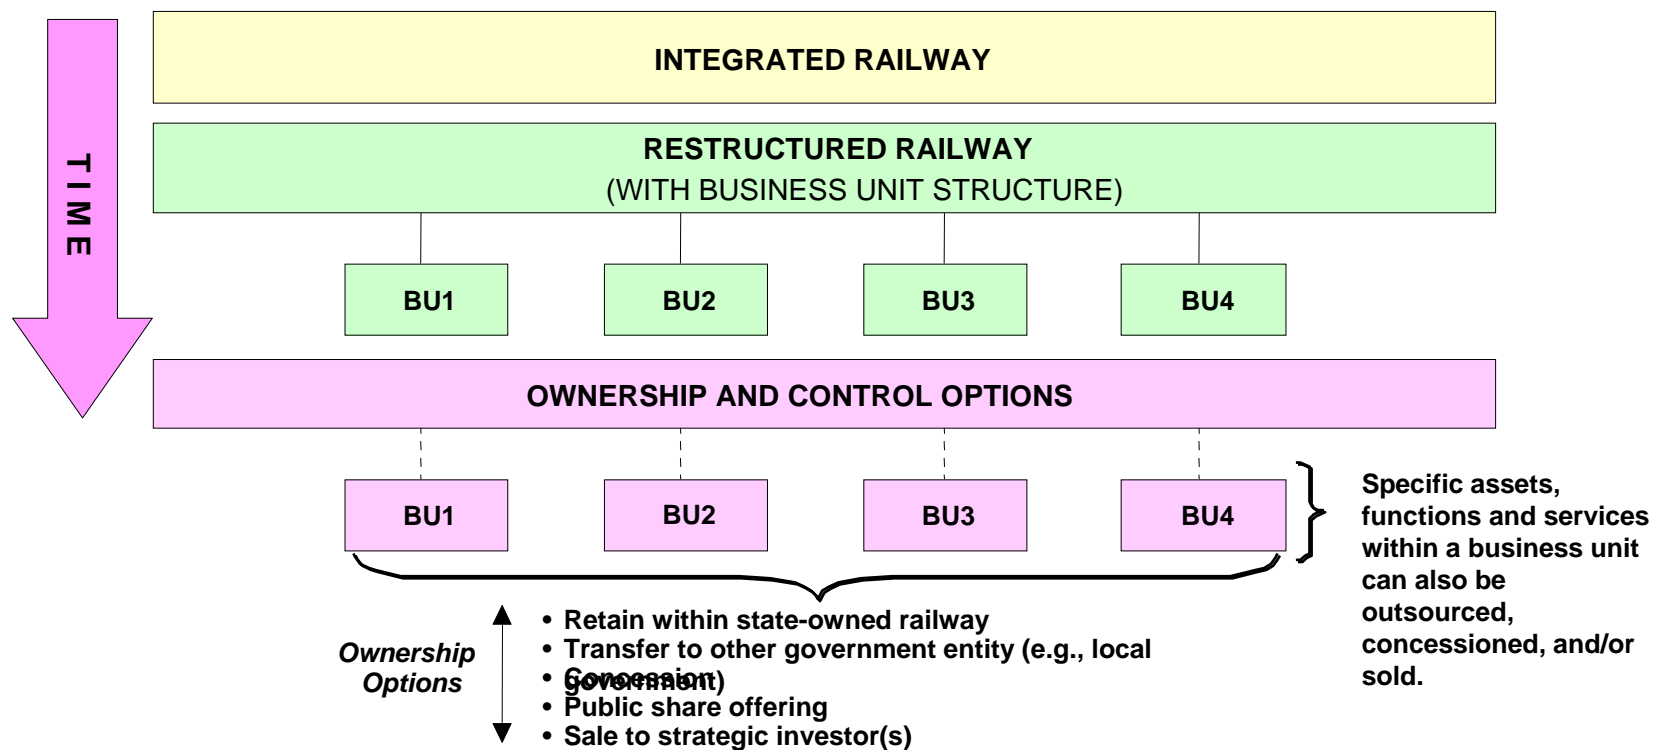 INTEGRATED RAILWAY
RESTRUCTURED RAILWAY
(WITH BUSINESS UNIT STRUCTURE)
TIME
BU1 BU2 BU3 BU4
OWNERSHIP AND CONTROL OPTIONS
BU1 BU2 BU3 BU4
Specific assets,
functions and services
within a business unit
can also be
outsourced,
concessioned, and/or
sold.
Ownership
Options
• Retain within state-owned railway
• Transfer to other government entity (e.g., local
government)
• Concession
• Public share offering
• Sale to strategic investor(s)